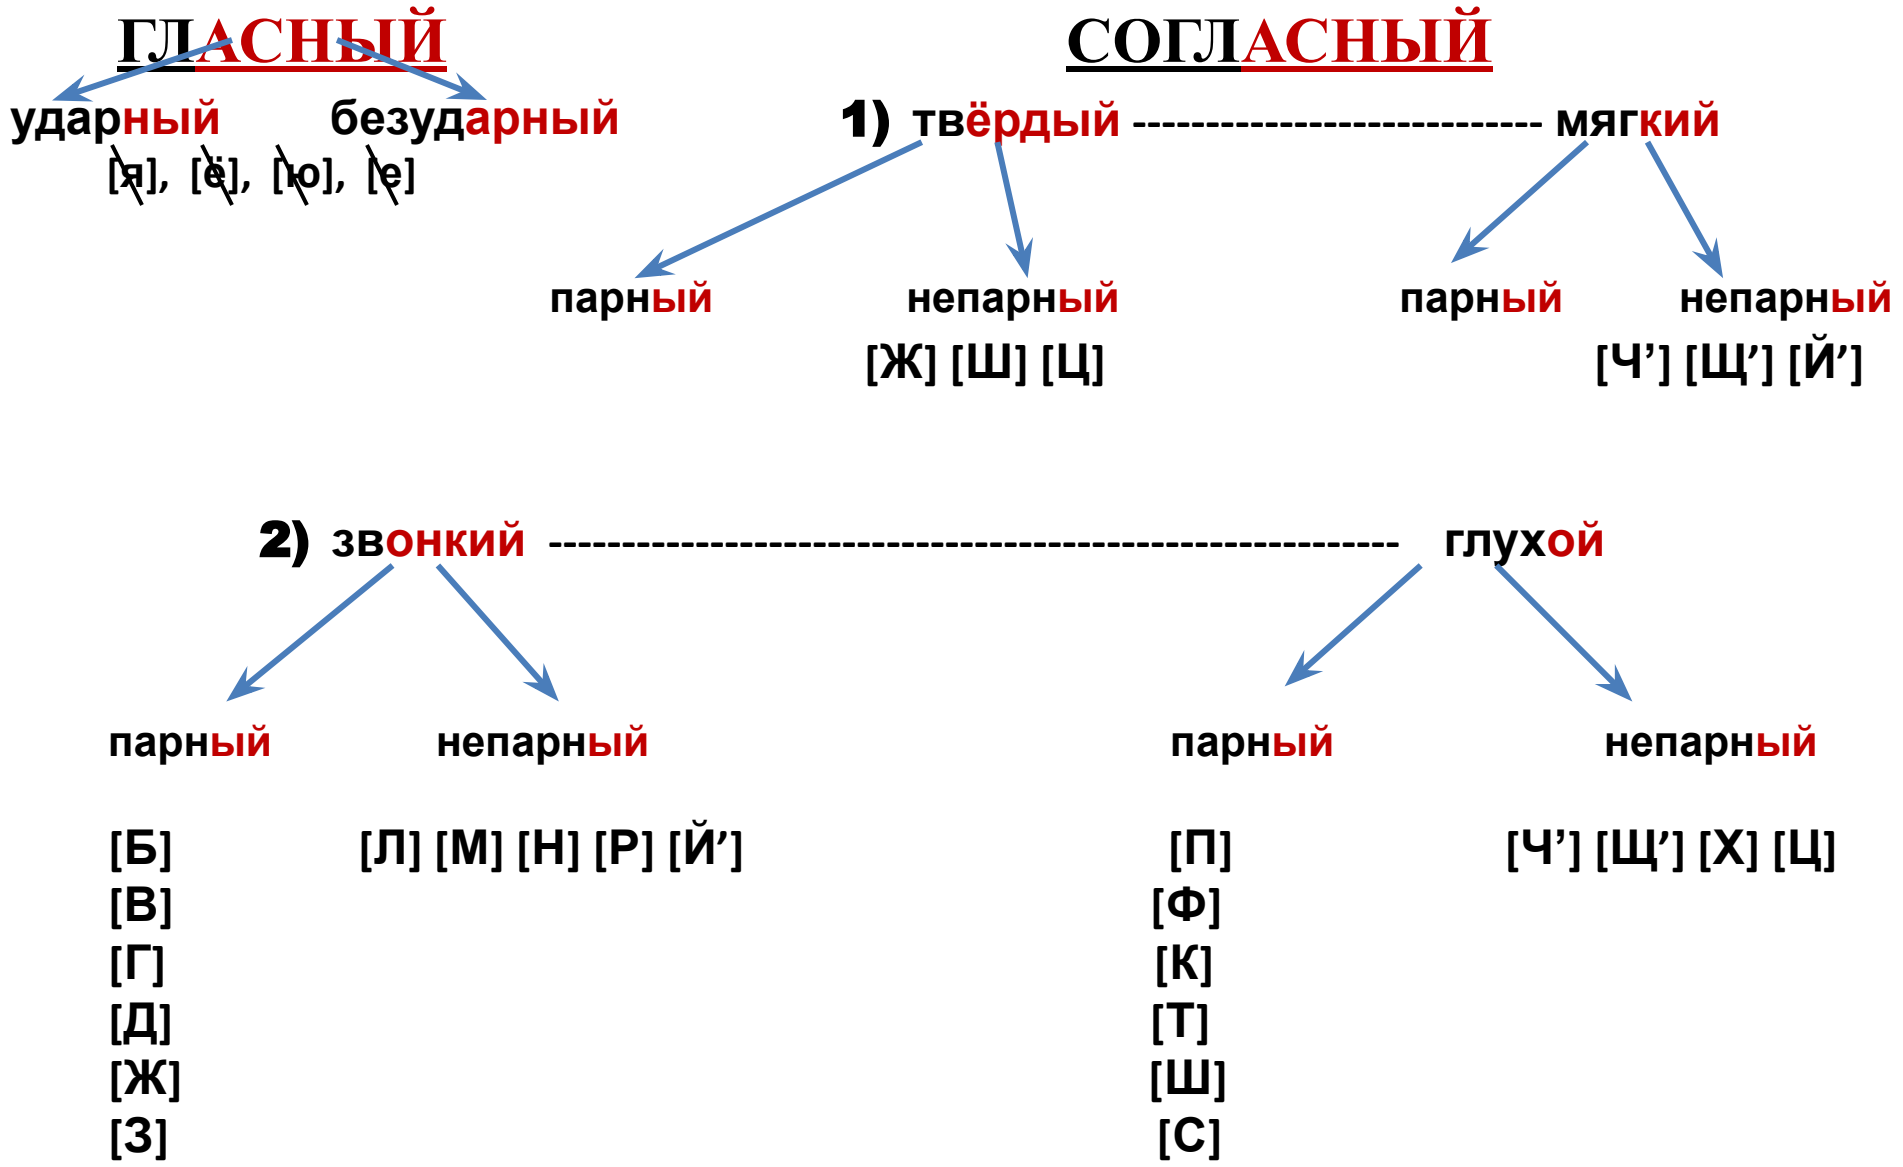 ГЛАСНЫЙ СОГЛАСНЫЙ
ударный безударный 1) твёрдый ---------------------------- мягкий
[я], [ё], [ю], [е]
парный непарный парный непарный
[Ж] [Ш] [Ц] [Ч’] [Щ’] [Й’]
2) звонкий ---------------------------------------------------------- глухой
парный непарный парный непарный
[Б] [Л] [М] [Н] [Р] [Й’] [П] [Ч’] [Щ’] [Х] [Ц]
[В] [Ф]
[Г] [К]
[Д] [Т]
[Ж] [Ш]
[З] [С]